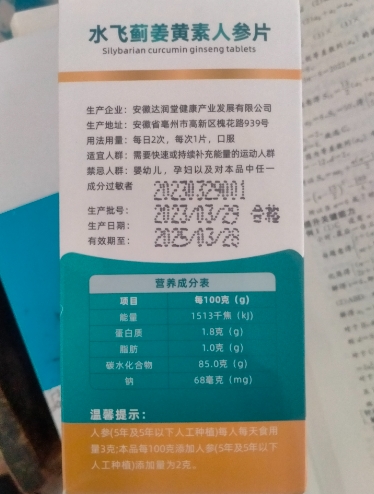 水飞蓟姜黄素人参片
Silybarian curcumin ginseng tablets
生产企业：安徽达润堂健康产业发展有限公司
生产地址：安徽省亳州市高新区槐花路939号
用法用量：每日2次，每次1片，口服
适宜人群：需要快速或持续补充能量的运动人群
禁忌人群：婴幼儿，孕妇以及对本品中任一
成分过敏者
生产批号：20230329001
生产日期：2023/03/29 合格
有效期至：2025/03/28
营养成分表
项目 每100克（g）
能量 1513千焦（kJ）
蛋白质 1.8克（g）
脂肪 1.0克（g）
碳水化合物 85.0克（g）
钠 68毫克（mg）
温馨提示：
人参(5年及5年以下人工种植)每人每天食用
量3克;本品每100克添加人参(5年及5年以
下人工种植)添加量为2克。